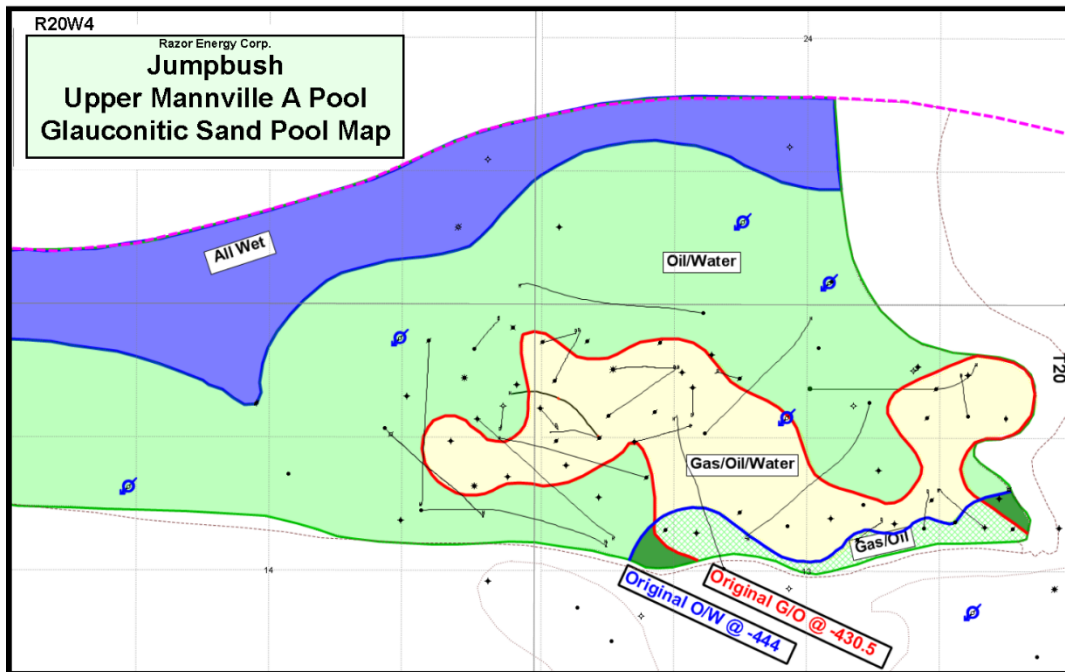 R20W4
Razor Energy Corp.
Jumpbush
Upper Mannville A Pool
Glauconitic Sand Pool Map
24
All Wet
Oil/Water
T20
Gas/Oil/Water
Gas/Oil
14
13
Original O/W @ -444
Original G/O @ -430.5